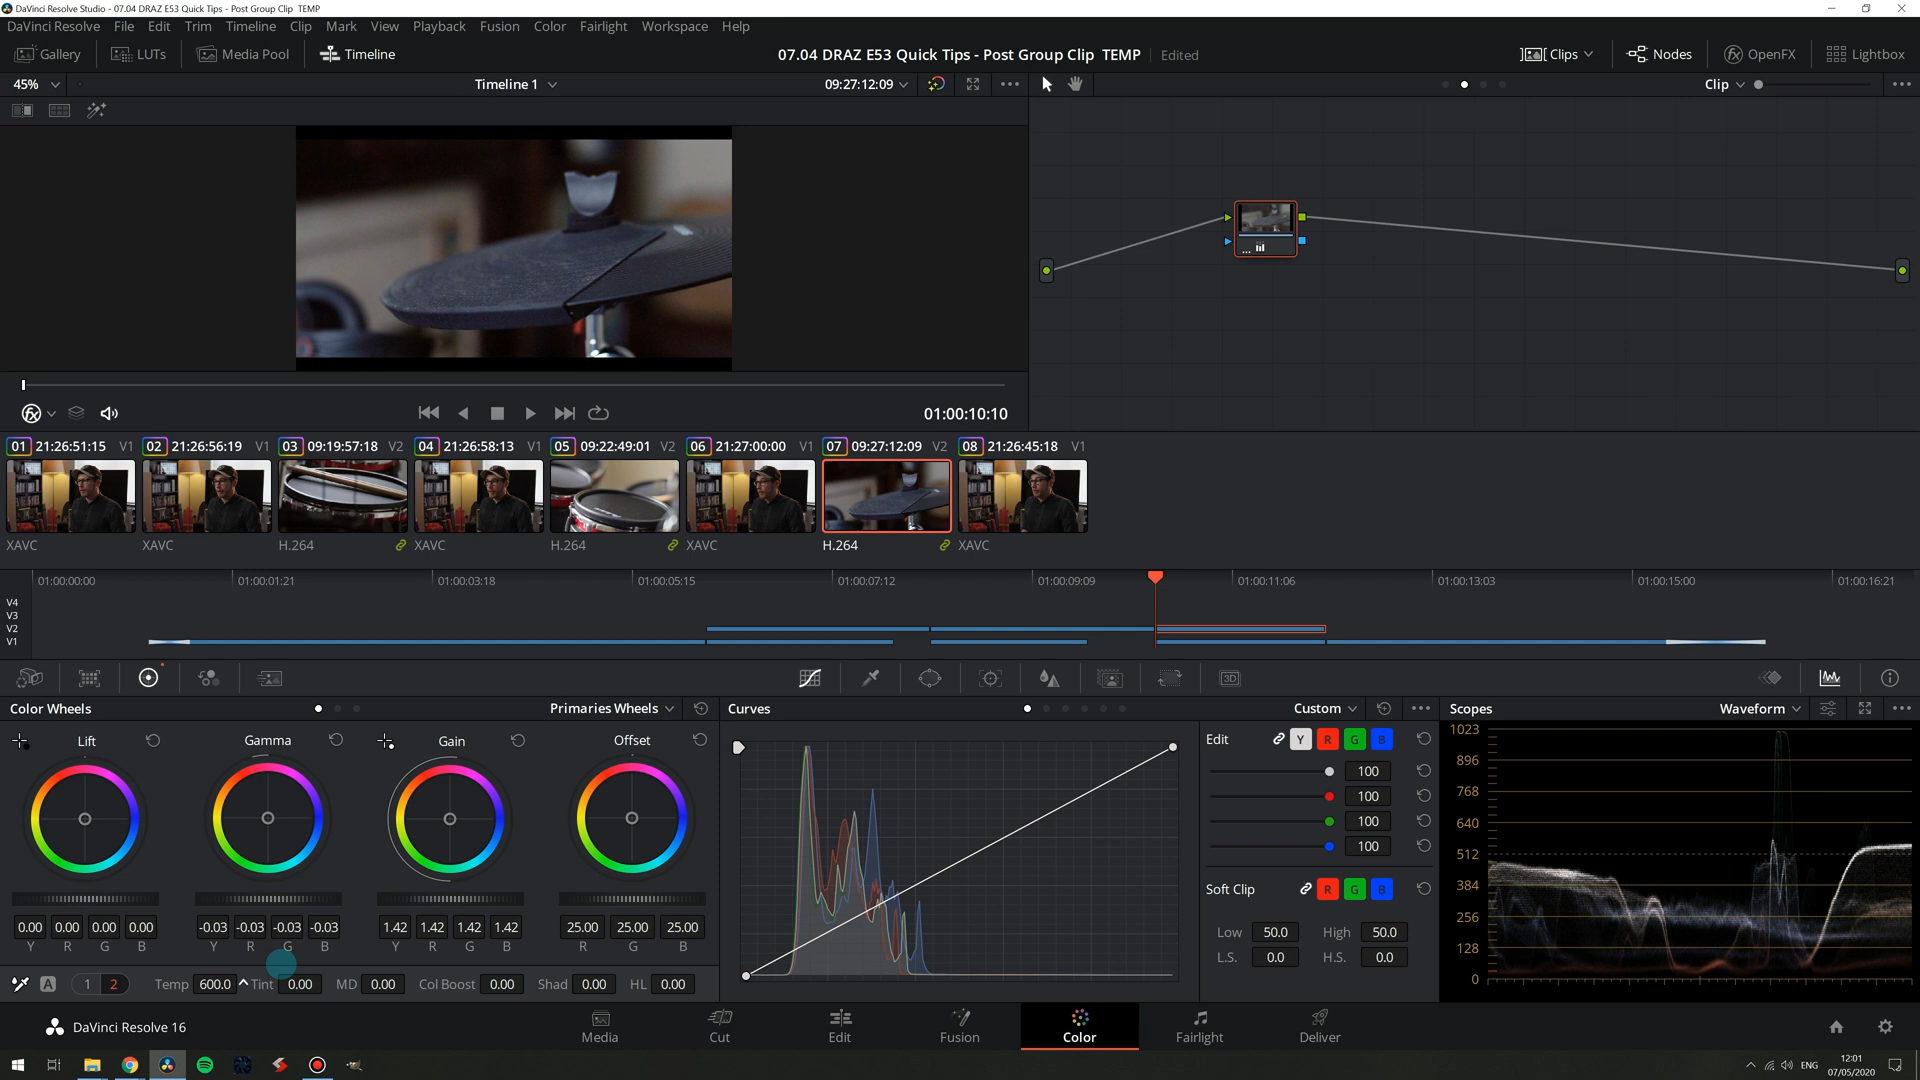 DaVinci Resolve Studio - 07.04 DRAZ E53 Quick Tips - Post Group Clip  TEMP
DaVinci Resolve File Edit Trim Timeline Clip Mark View Playback Fusion Color Fairlight Workspace Help
Gallery LUTs Media Pool Timeline 07.04 DRAZ E53 Quick Tips - Post Group Clip  TEMP Edited Clips Nodes OpenFX Lightbox
45% Timeline 1 09:27:12:09 Clip
01:00:10:10
01 21:26:51:15 V1 02 21:26:56:19 V1 03 09:19:57:18 V2 04 21:26:58:13 V1 05 09:22:49:01 V2 06 21:27:00:00 V1 07 09:27:12:09 V2 08 21:26:45:18 V1
XAVC XAVC H.264 XAVC H.264 XAVC H.264 XAVC
01:00:00:00 01:00:01:21 01:00:03:18 01:00:05:15 01:00:07:12 01:00:09:09 01:00:11:06 01:00:13:03 01:00:15:00 01:00:16:21
V4
V3
V2
V1
3D
Color Wheels Primaries Wheels Curves Custom Scopes Waveform
Lift Gamma Gain Offset
0.00 0.00 0.00 0.00 -0.03 -0.03 -0.03 -0.03 1.42 1.42 1.42 1.42 25.00 25.00 25.00
Y R G B Y R G B Y R G B R G B
A 1 2 Temp 600.0 Tint 0.00 MD 0.00 Col Boost 0.00 Shad 0.00 HL 0.00
Edit Y R G B
100
100
100
100
Soft Clip R G B
Low 50.0 High 50.0
L.S. 0.0 H.S. 0.0
1023
896
768
640
512
384
256
128
0
DaVinci Resolve 16 Media Cut Edit Fusion Color Fairlight Deliver
ENG 12:01
07/05/2020